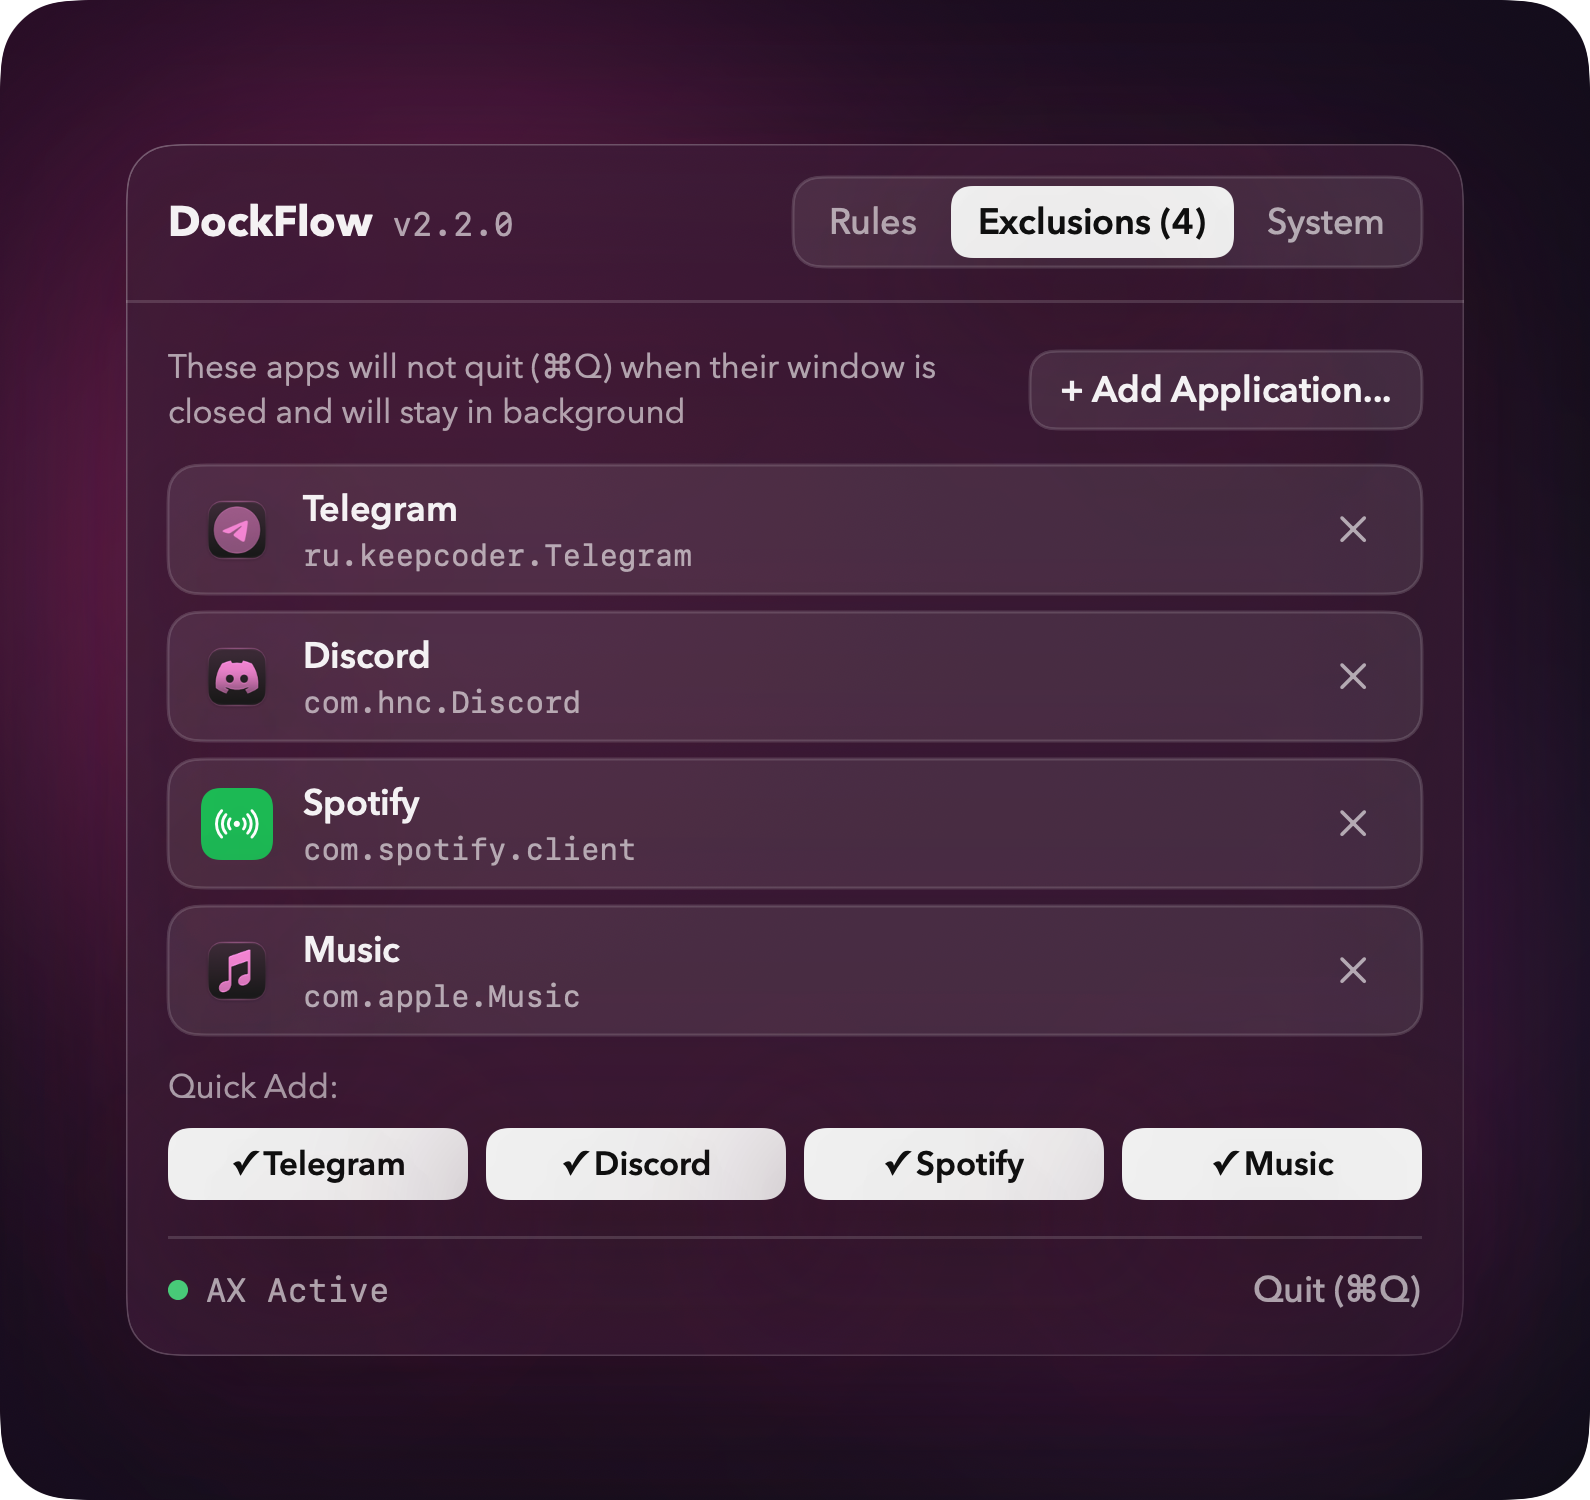 DockFlow v2.2.0
Rules
Exclusions (4)
System
These apps will not quit (⌘Q) when their window is
closed and will stay in background
+ Add Application...
Telegram
ru.keepcoder.Telegram
Discord
com.hnc.Discord
Spotify
com.spotify.client
Music
com.apple.Music
Quick Add:
✓Telegram
✓Discord
✓Spotify
✓Music
AX Active
Quit (⌘Q)